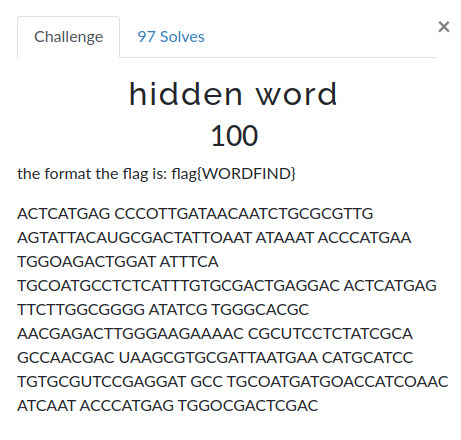 Challenge
97 Solves
×
hidden word
100
the format the flag is: flag{WORDFIND}
ACTCATGAG CCCOTTGATAACAATCTGCGCGTTG
AGTATTACAUGCGACTATTOAAT ATAAAT ACCCATGAA
TGGOAGACTGGAT ATTTCA
TGCOATGCCTCTCATTTGTGCGACTGAGGAC ACTCATGAG
TTCTTGGCGGGG ATATCG TGGGCACGC
AACGAGACTTGGGAAGAAAAC CGCUTCCTCTATCGCA
GCCAACGAC UAAGCGTGCGATTAATGAA CATGCATCC
TGTGCGUTCCGAGGAT GCC TGCOATGATGOACCATCOAAC
ATCAAT ACCCATGAG TGGOCGACTCGAC